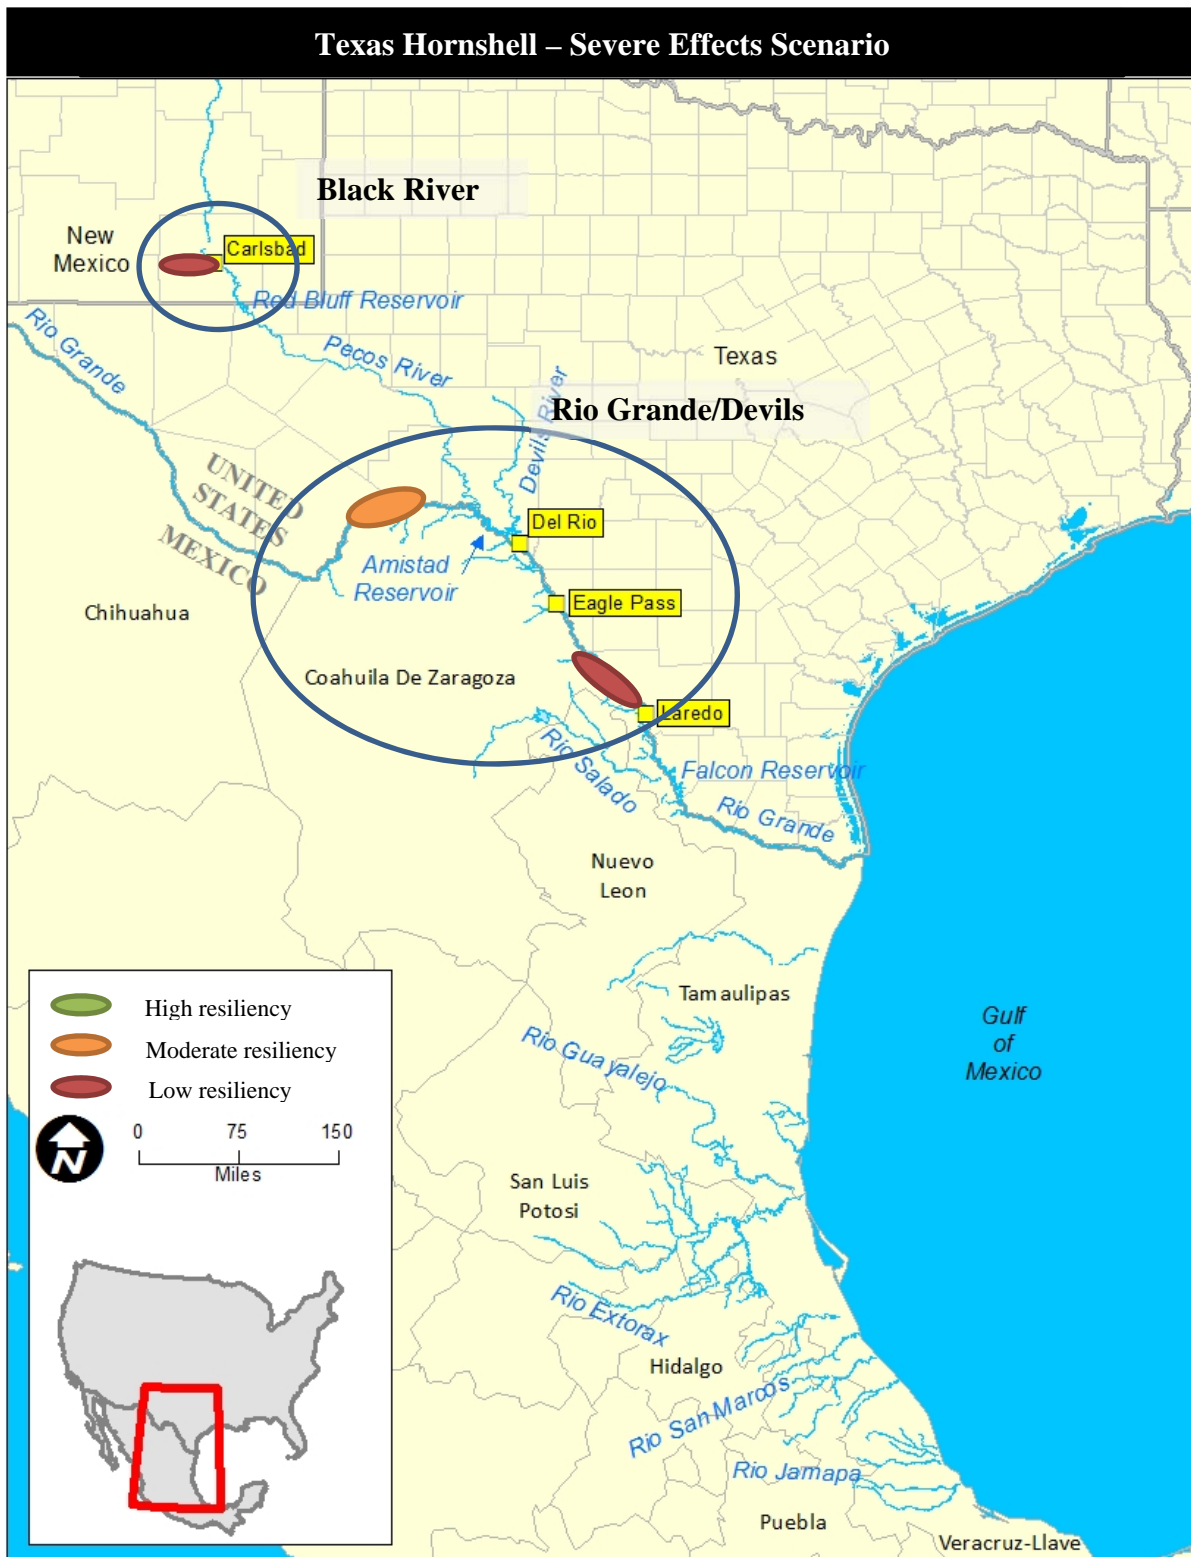 Texas Hornshell – Severe Effects Scenario
Black River
New
Mexico
Carlsbad
Red Bluff Reservoir
Rio Grande
Pecos River
Texas
Devils River
Rio Grande/Devils
UNITED
STATES
MEXICO
Del Rio
Amistad
Reservoir
Eagle Pass
Chihuahua
Coahuila De Zaragoza
Laredo
Rio Salado
Falcon Reservoir
Rio Grande
Nuevo
Leon
Tamaulipas
Gulf
of
Mexico
Rio Guayalejo
High resiliency
Moderate resiliency
Low resiliency
N
0 75 150
Miles
San Luis
Potosi
Rio Extorax
Hidalgo
Rio San Marcos
Rio Jamapa
Puebla
Veracruz-Llave